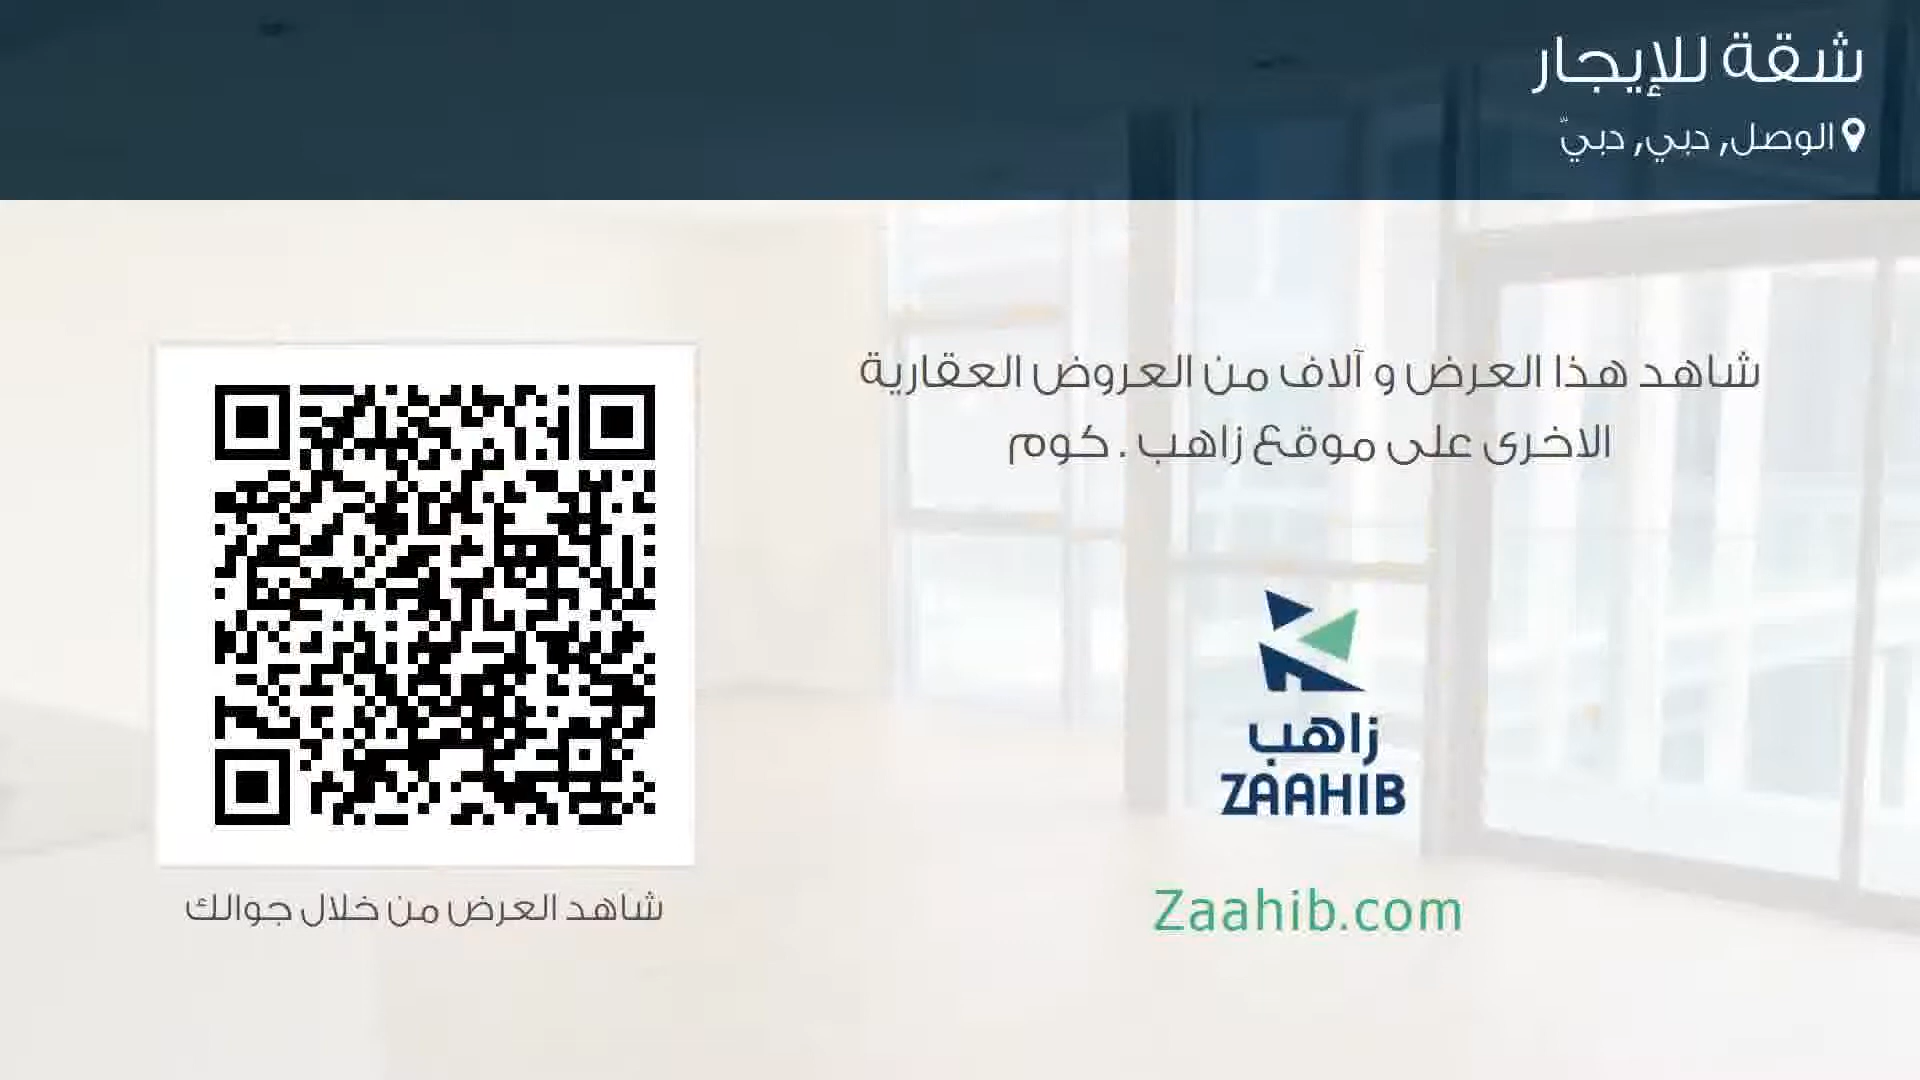 شقة للإيجار
الوصل, دبي, دبيّ
شاهد هذا العرض و آلاف من العروض العقارية
الاخرى على موقع زاهب . كوم
زاهب
ZAAHIB
Zaahib.com
شاهد العرض من خلال جوالك